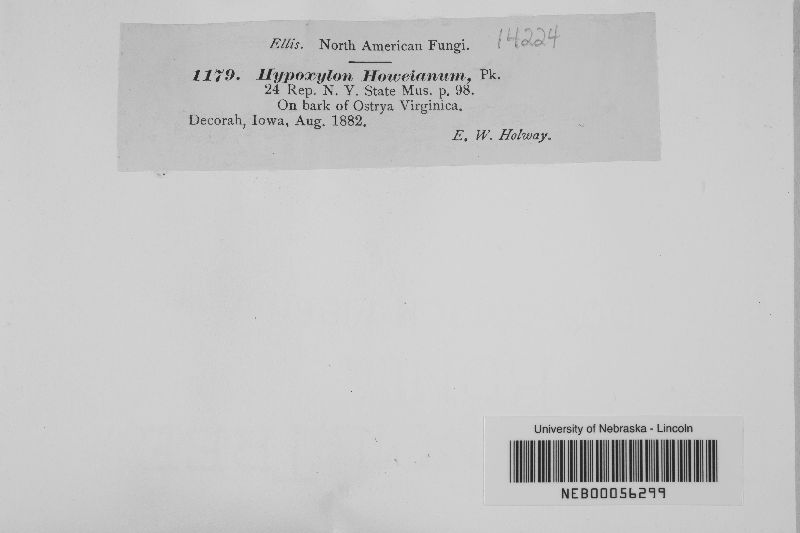 Ellis. North American Fungi. 14224
1179. Hypoxylon Howeianum, Pk.
24 Rep. N. Y. State Mus. p. 98.
On bark of Ostrya Virginica.
Decorah, Iowa, Aug. 1882.
E. W. Holway.
University of Nebraska - Lincoln
NEB00056299